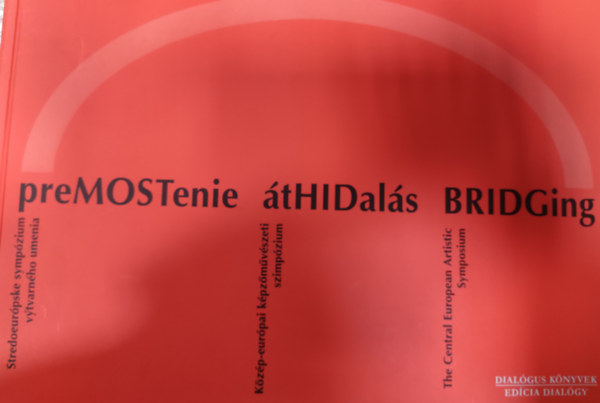 preMOSTenie átHIDalás BRIDGing
Stredoeurópske sympózium
výtvarného umenia
Közép-európai képzőművészeti
szimpózium
The Central European Artistic
Symposium
DIALÓGUS KÖNYVEK
EDÍCIA DIALÓGY